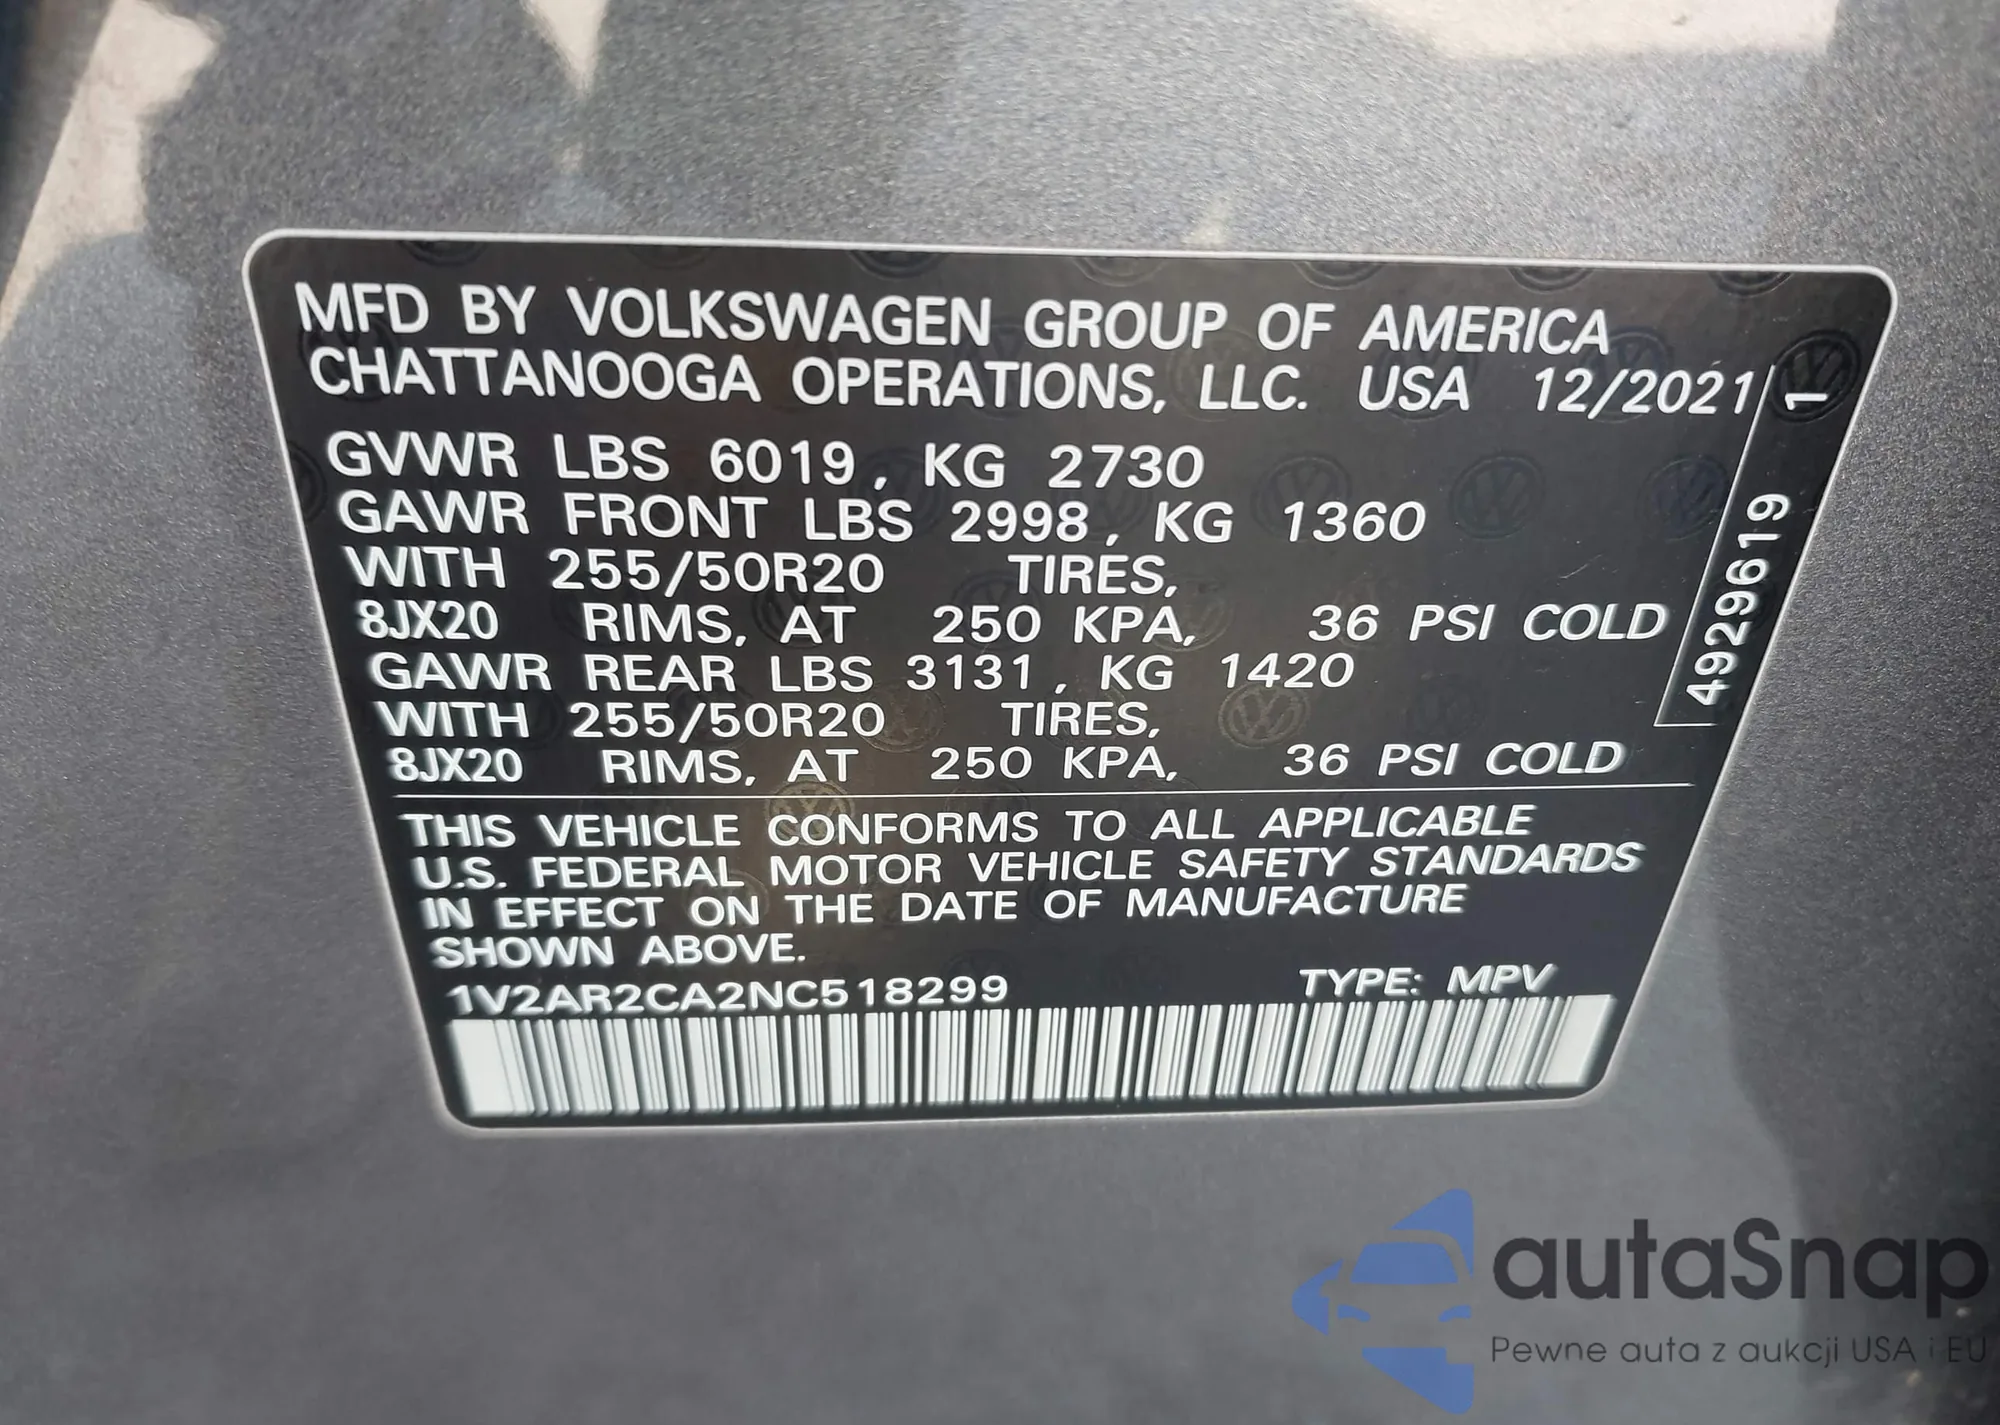 MFD BY VOLKSWAGEN GROUP OF AMERICA
CHATTANOOGA OPERATIONS, LLC. USA 12/2021
GVWR LBS 6019, KG 2730
GAWR FRONT LBS 2998, KG 1360
WITH 255/50R20 TIRES,
8JX20 RIMS, AT 250 KPA, 36 PSI COLD
GAWR REAR LBS 3131, KG 1420
WITH 255/50R20 TIRES,
8JX20 RIMS, AT 250 KPA, 36 PSI COLD
4929619 1
THIS VEHICLE CONFORMS TO ALL APPLICABLE
U.S. FEDERAL MOTOR VEHICLE SAFETY STANDARDS
IN EFFECT ON THE DATE OF MANUFACTURE
SHOWN ABOVE.
1V2AR2CA2NC518299 TYPE: MPV
autaSnap
Pewne auta z aukcji USA i EU